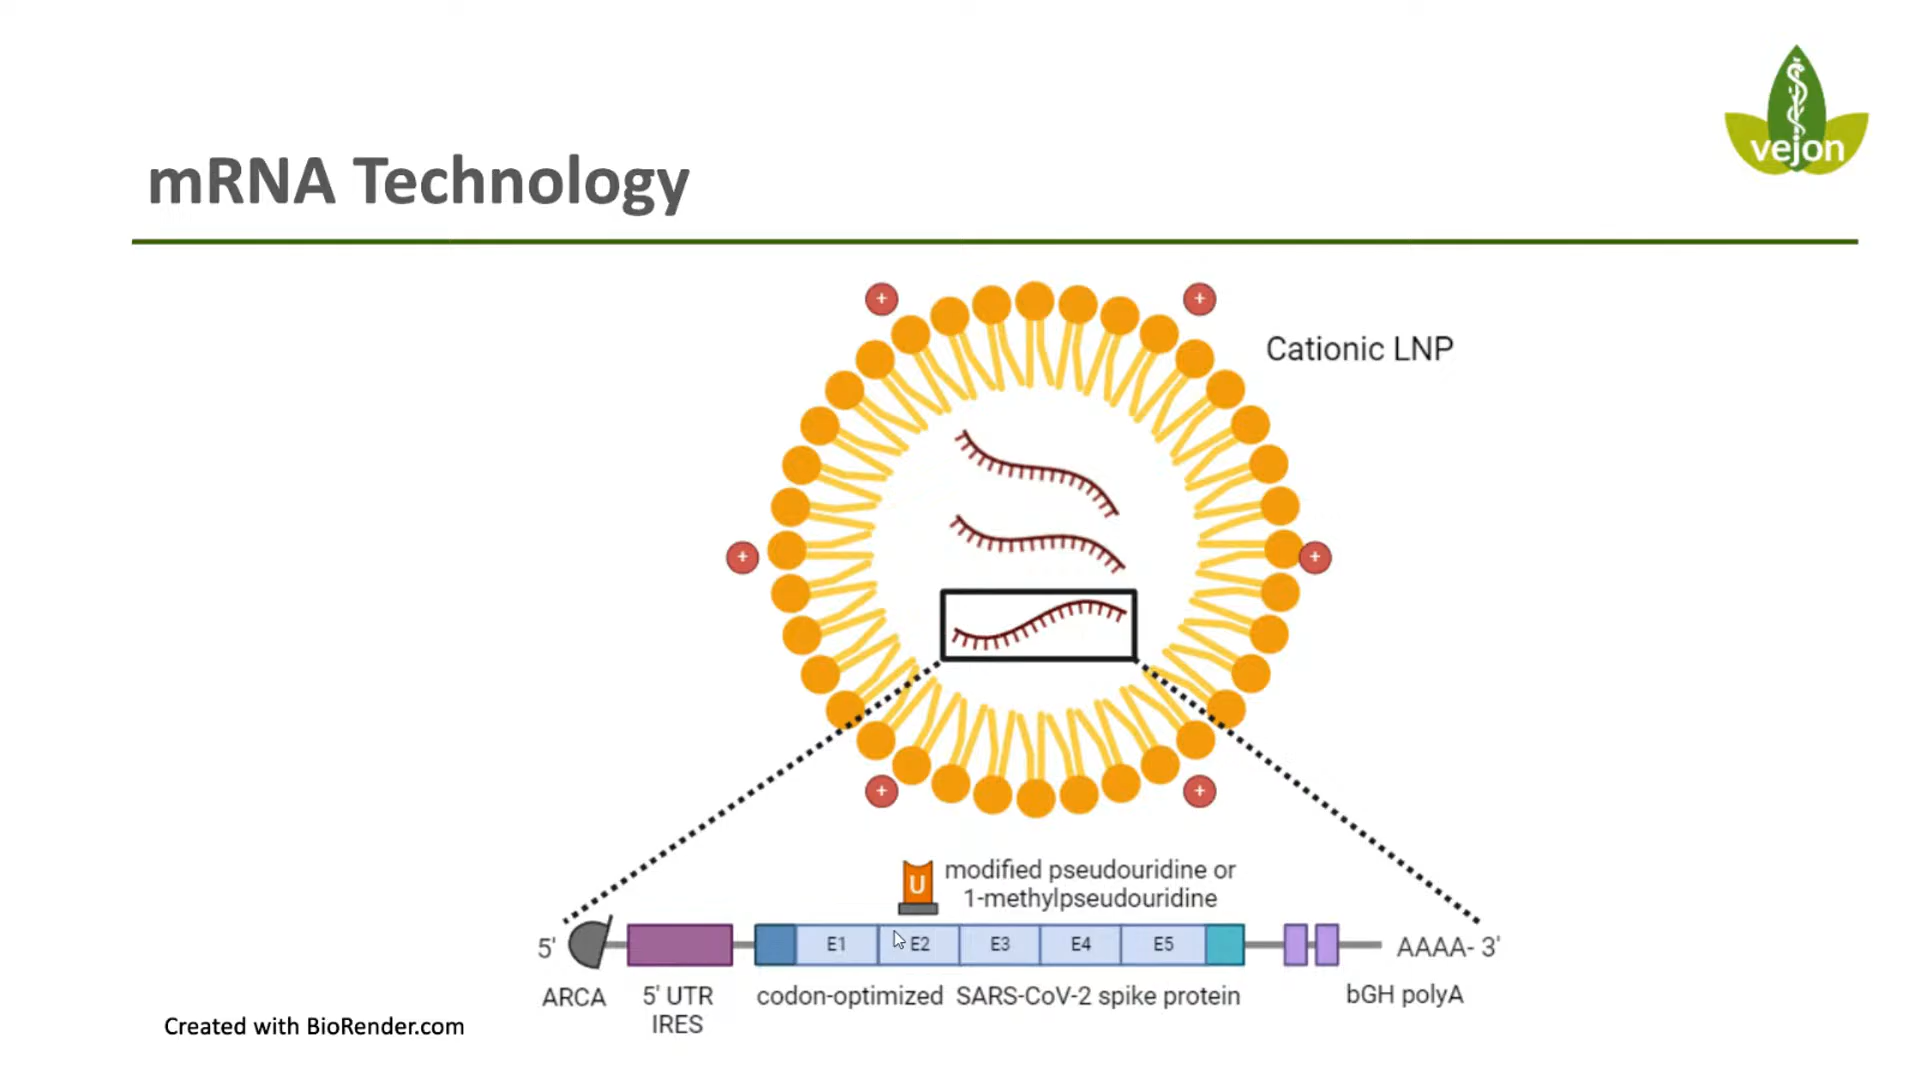 vejon
mRNA Technology
+ +
Cationic LNP
+ +
+ +
U
modified pseudouridine or
1-methylpseudouridine
5' E1 E2 E3 E4 E5 AAAA- 3'
ARCA
5' UTR
IRES
codon-optimized SARS-CoV-2 spike protein
bGH polyA
Created with BioRender.com